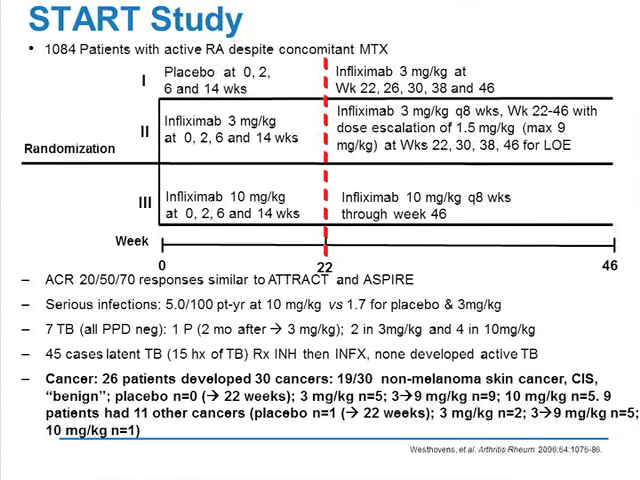 START Study
• 1084 Patients with active RA despite concomitant MTX
I
Placebo at 0, 2,
6 and 14 wks
Infliximab 3 mg/kg at
Wk 22, 26, 30, 38 and 46
II
Infliximab 3 mg/kg
at 0, 2, 6 and 14 wks
Infliximab 3 mg/kg q8 wks, Wk 22-46 with
dose escalation of 1.5 mg/kg (max 9
mg/kg) at Wks 22, 30, 38, 46 for LOE
Randomization
III
Infliximab 10 mg/kg
at 0, 2, 6 and 14 wks
Infliximab 10 mg/kg q8 wks
through week 46
Week
0
22
46
– ACR 20/50/70 responses similar to ATTRACT and ASPIRE
– Serious infections: 5.0/100 pt-yr at 10 mg/kg vs 1.7 for placebo & 3mg/kg
– 7 TB (all PPD neg): 1 P (2 mo after → 3 mg/kg); 2 in 3mg/kg and 4 in 10mg/kg
– 45 cases latent TB (15 hx of TB) Rx INH then INFX, none developed active TB
– Cancer: 26 patients developed 30 cancers: 19/30 non-melanoma skin cancer, CIS,
“benign”; placebo n=0 (→ 22 weeks); 3 mg/kg n=5; 3→9 mg/kg n=9; 10 mg/kg n=5. 9
patients had 11 other cancers (placebo n=1 (→ 22 weeks); 3 mg/kg n=2; 3→9 mg/kg n=5;
10 mg/kg n=1)
Westhovens, et al. Arthritis Rheum. 2096;64:1075-86.